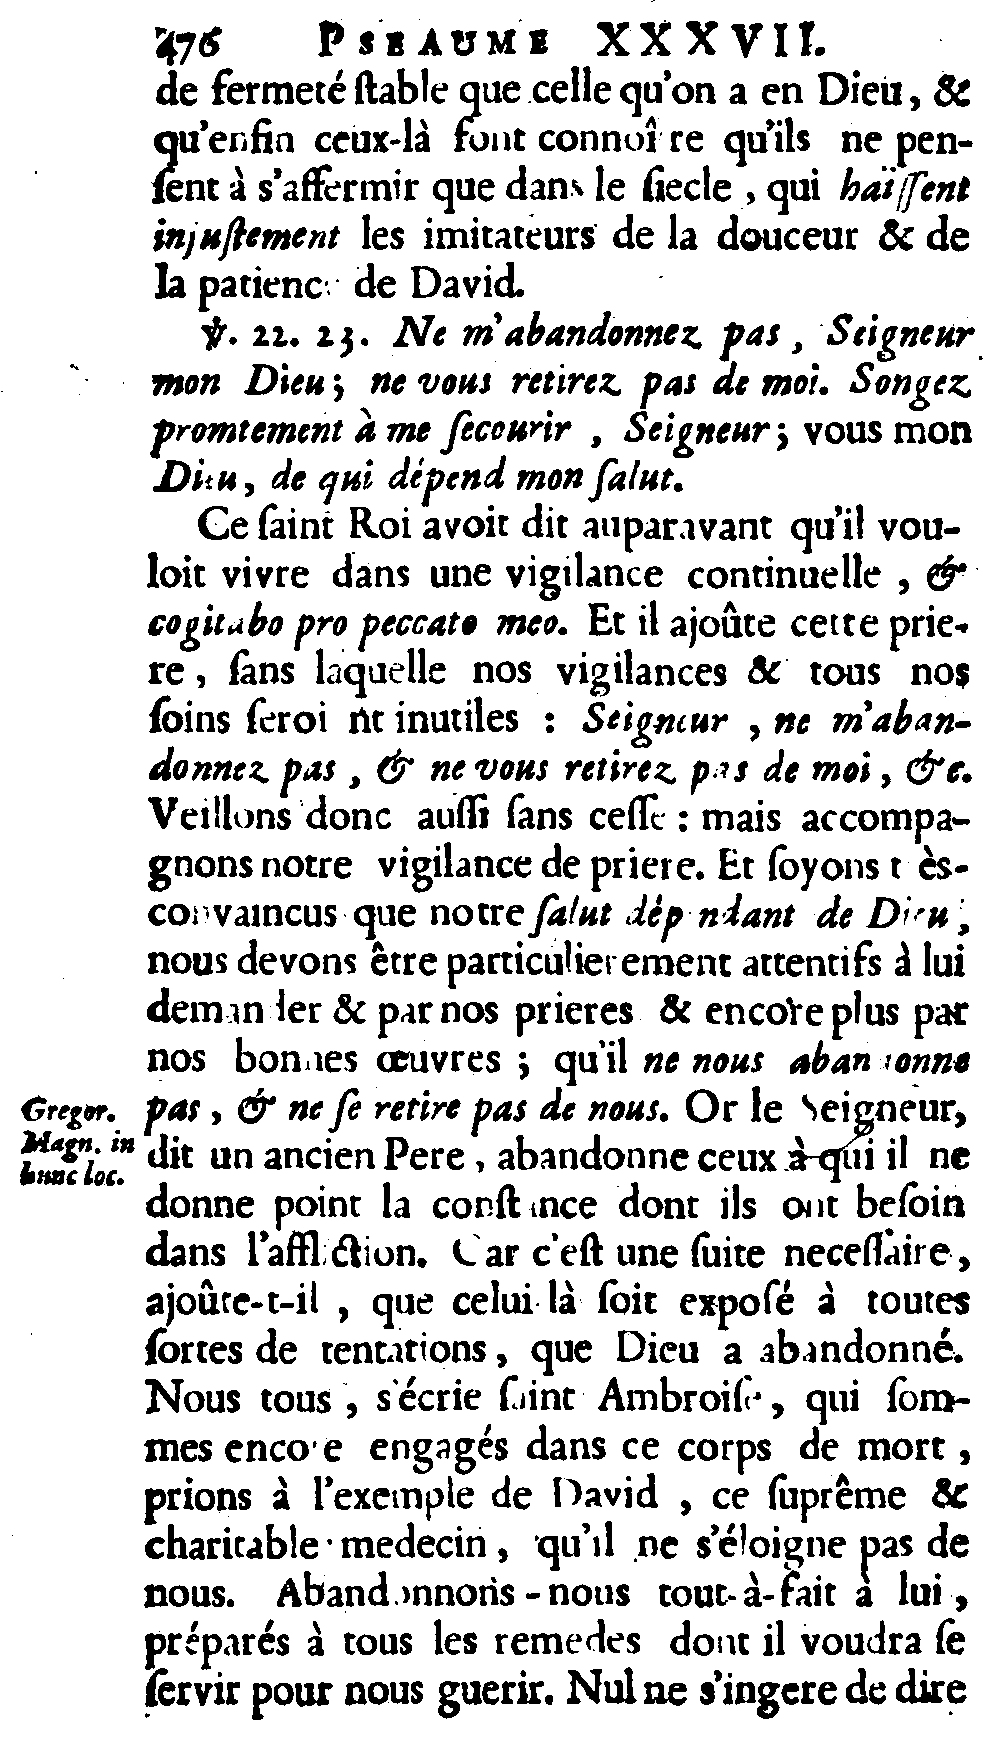 476 PSEAUME XXXVII.
de fermeté ſtable que celle qu'on a en Dieu, &
qu'enfin ceux-là font connoître qu'ils ne pen-
ſent à s'affermir que dans le ſiecle, qui haïſſent
injuſtement les imitateurs de la douceur & de
la patience de David.
℣. 22. 23. Ne m'abandonnez pas, Seigneur
mon Dieu; ne vous retirez pas de moi. Songez
promtement à me ſecourir, Seigneur; vous mon
Dieu, de qui dépend mon ſalut.
Ce ſaint Roi avoit dit auparavant qu'il vou-
loit vivre dans une vigilance continuelle, &
cogitabo pro peccato meo. Et il ajoûte cette prie-
re, ſans laquelle nos vigilances & tous nos
ſoins ſeroient inutiles : Seigneur, ne m'aban-
donnez pas, & ne vous retirez pas de moi, &c.
Veillons donc auſſi ſans ceſſe : mais accompa-
gnons notre vigilance de priere. Et ſoyons très-
convaincus que notre ſalut dépendant de Dieu,
nous devons être particulierement attentifs à lui
demander & par nos prieres & encore plus par
nos bonnes œuvres ; qu'il ne nous abandonne
pas, & ne ſe retire pas de nous. Or le Seigneur,
dit un ancien Pere, abandonne ceux à qui il ne
donne point la conſtance dont ils ont beſoin
dans l'affliction. Car c'eſt une ſuite neceſſaire,
ajoûte-t-il, que celui-là ſoit expoſé à toutes
ſortes de tentations, que Dieu a abandonné.
Nous tous, s'écrie ſaint Ambroiſe, qui ſom-
mes encore engagés dans ce corps de mort,
prions à l'exemple de David, ce ſuprême &
charitable medecin, qu'il ne s'éloigne pas de
nous. Abandonnons-nous tout-à-fait à lui,
préparés à tous les remedes dont il voudra ſe
ſervir pour nous guerir. Nul ne s'ingere de dire
Gregor.
Magn. in
hunc loc.